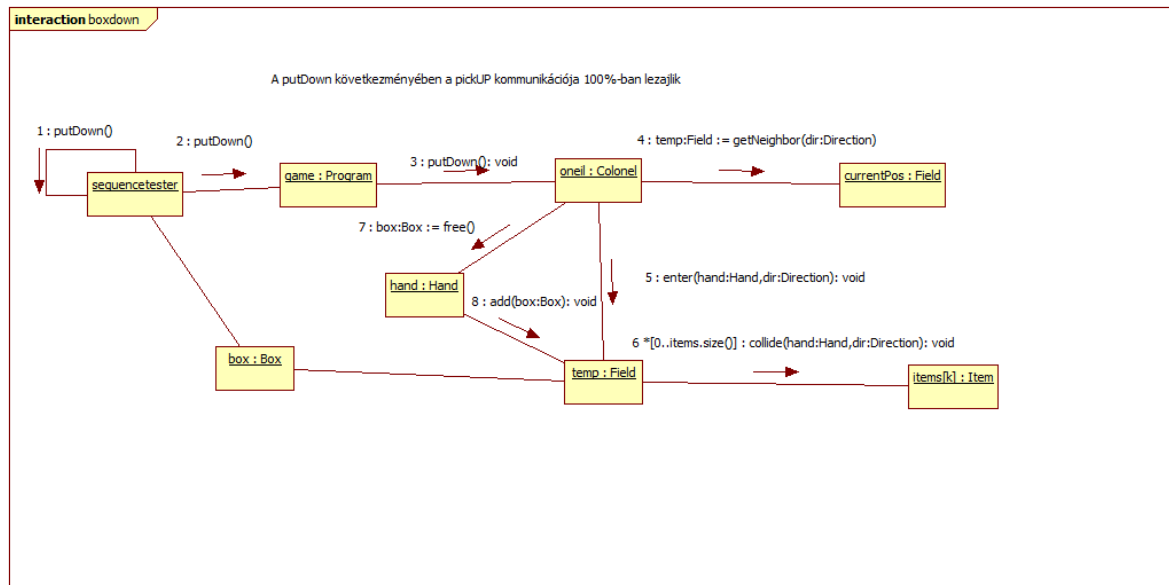 interaction boxdown
A putDown következményében a pickUP kommunikációja 100%-ban lezajlik
1 : putDown()
2 : putDown()
3 : putDown(): void
4 : temp:Field := getNeighbor(dir:Direction)
sequencetester
game : Program
oneil : Colonel
currentPos : Field
7 : box:Box := free()
hand : Hand
5 : enter(hand:Hand,dir:Direction): void
8 : add(box:Box): void
6 *[0..items.size()] : collide(hand:Hand,dir:Direction): void
box : Box
temp : Field
items[k] : Item